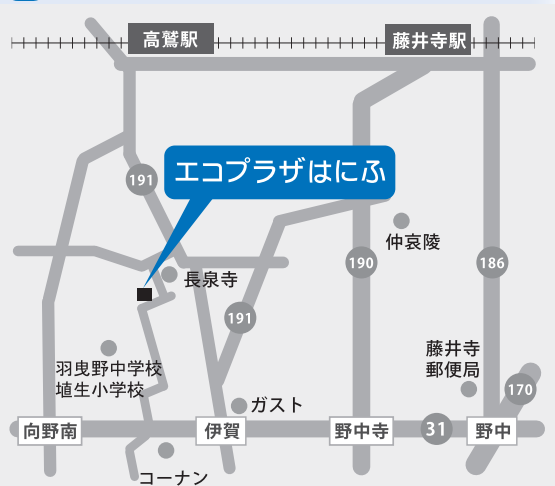 高鷲駅
藤井寺駅
191
エコプラザはにふ
仲哀陵
190
186
長泉寺
191
藤井寺
郵便局
羽曳野中学校
埴生小学校
170
ガスト
向野南
伊賀
野中寺
31
野中
コーナン